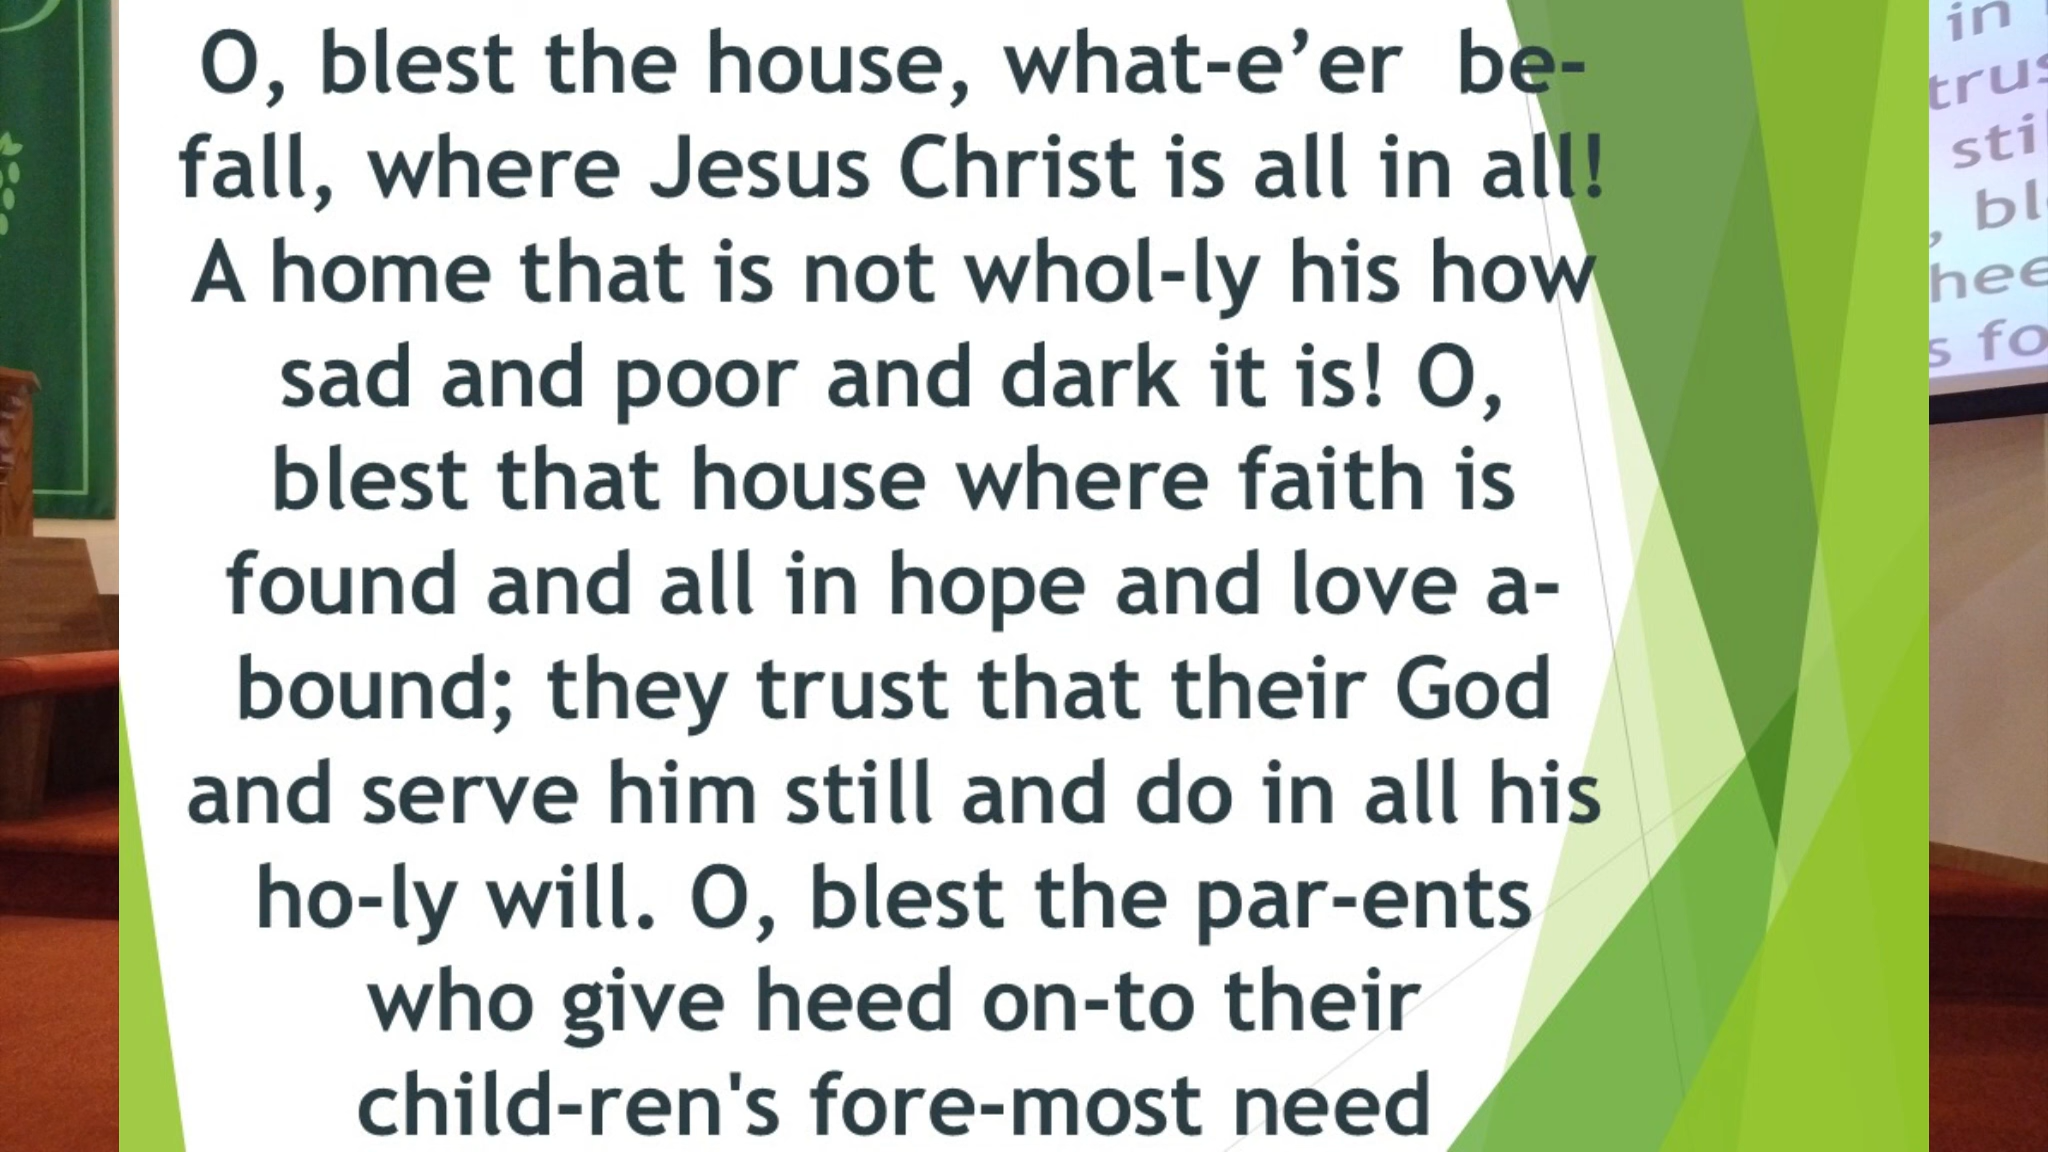 O, blest the house, what-e’er be-
fall, where Jesus Christ is all in all!
A home that is not whol-ly his how
sad and poor and dark it is! O,
blest that house where faith is
found and all in hope and love a-
bound; they trust that their God
and serve him still and do in all his
ho-ly will. O, blest the par-ents
who give heed on-to their
child-ren's fore-most need
in